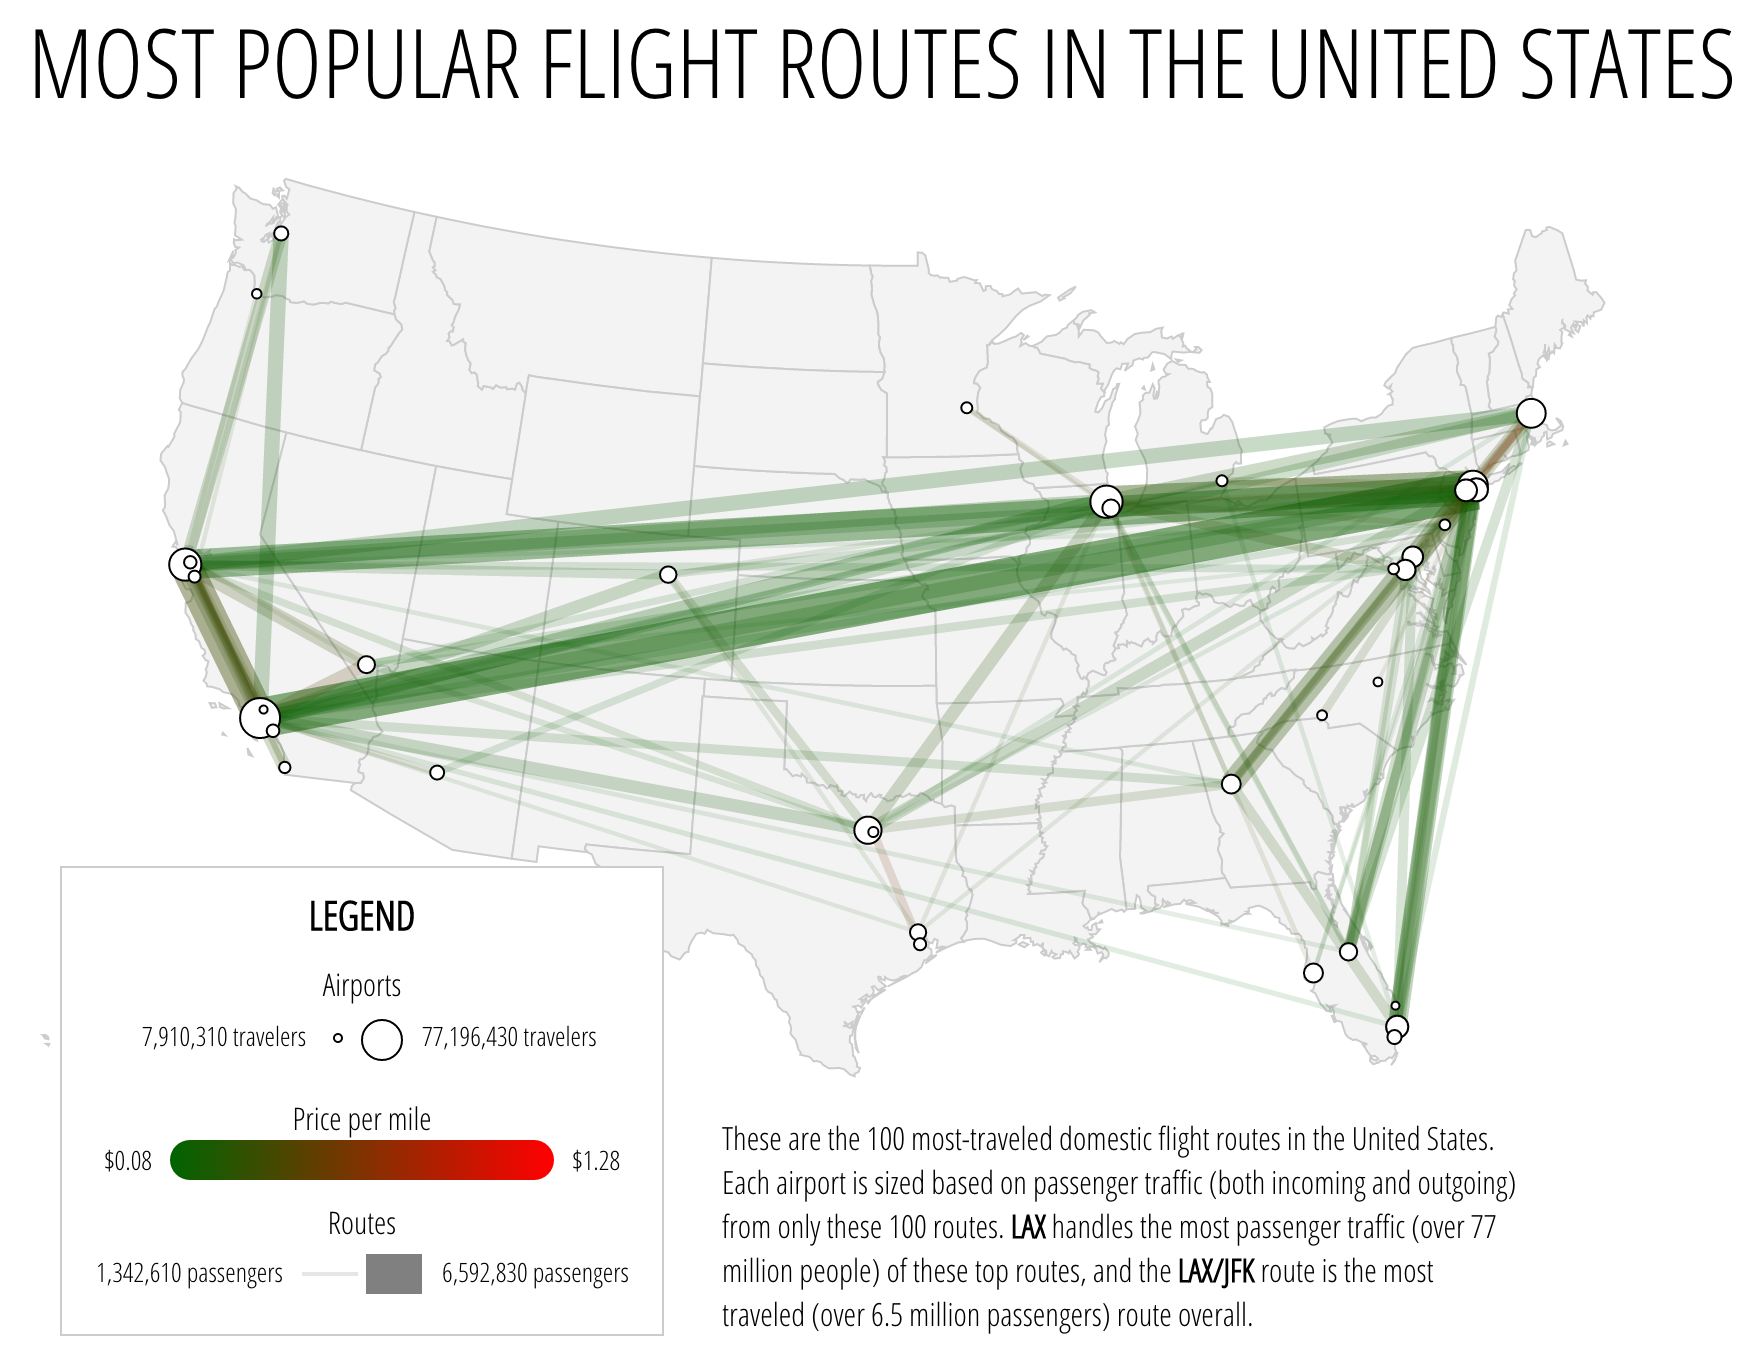 MOST POPULAR FLIGHT ROUTES IN THE UNITED STATES
LEGEND
Airports
7,910,310 travelers 77,196,430 travelers
Price per mile
$0.08 $1.28
Routes
1,342,610 passengers 6,592,830 passengers
These are the 100 most-traveled domestic flight routes in the United States.
Each airport is sized based on passenger traffic (both incoming and outgoing)
from only these 100 routes. LAX handles the most passenger traffic (over 77
million people) of these top routes, and the LAX/JFK route is the most
traveled (over 6.5 million passengers) route overall.